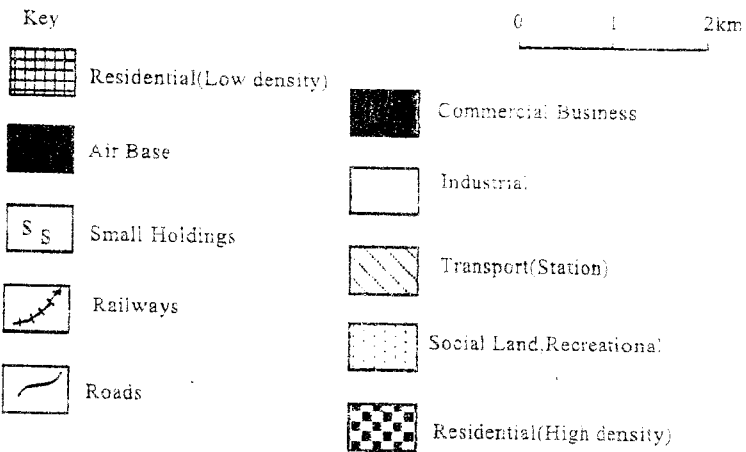 Key
0 1 2km
Residential(Low density)
Air Base
S S
Small Holdings
Railways
Roads
Commercial Business
Industrial
Transport(Station)
Social Land,Recreational
Residential(High density)